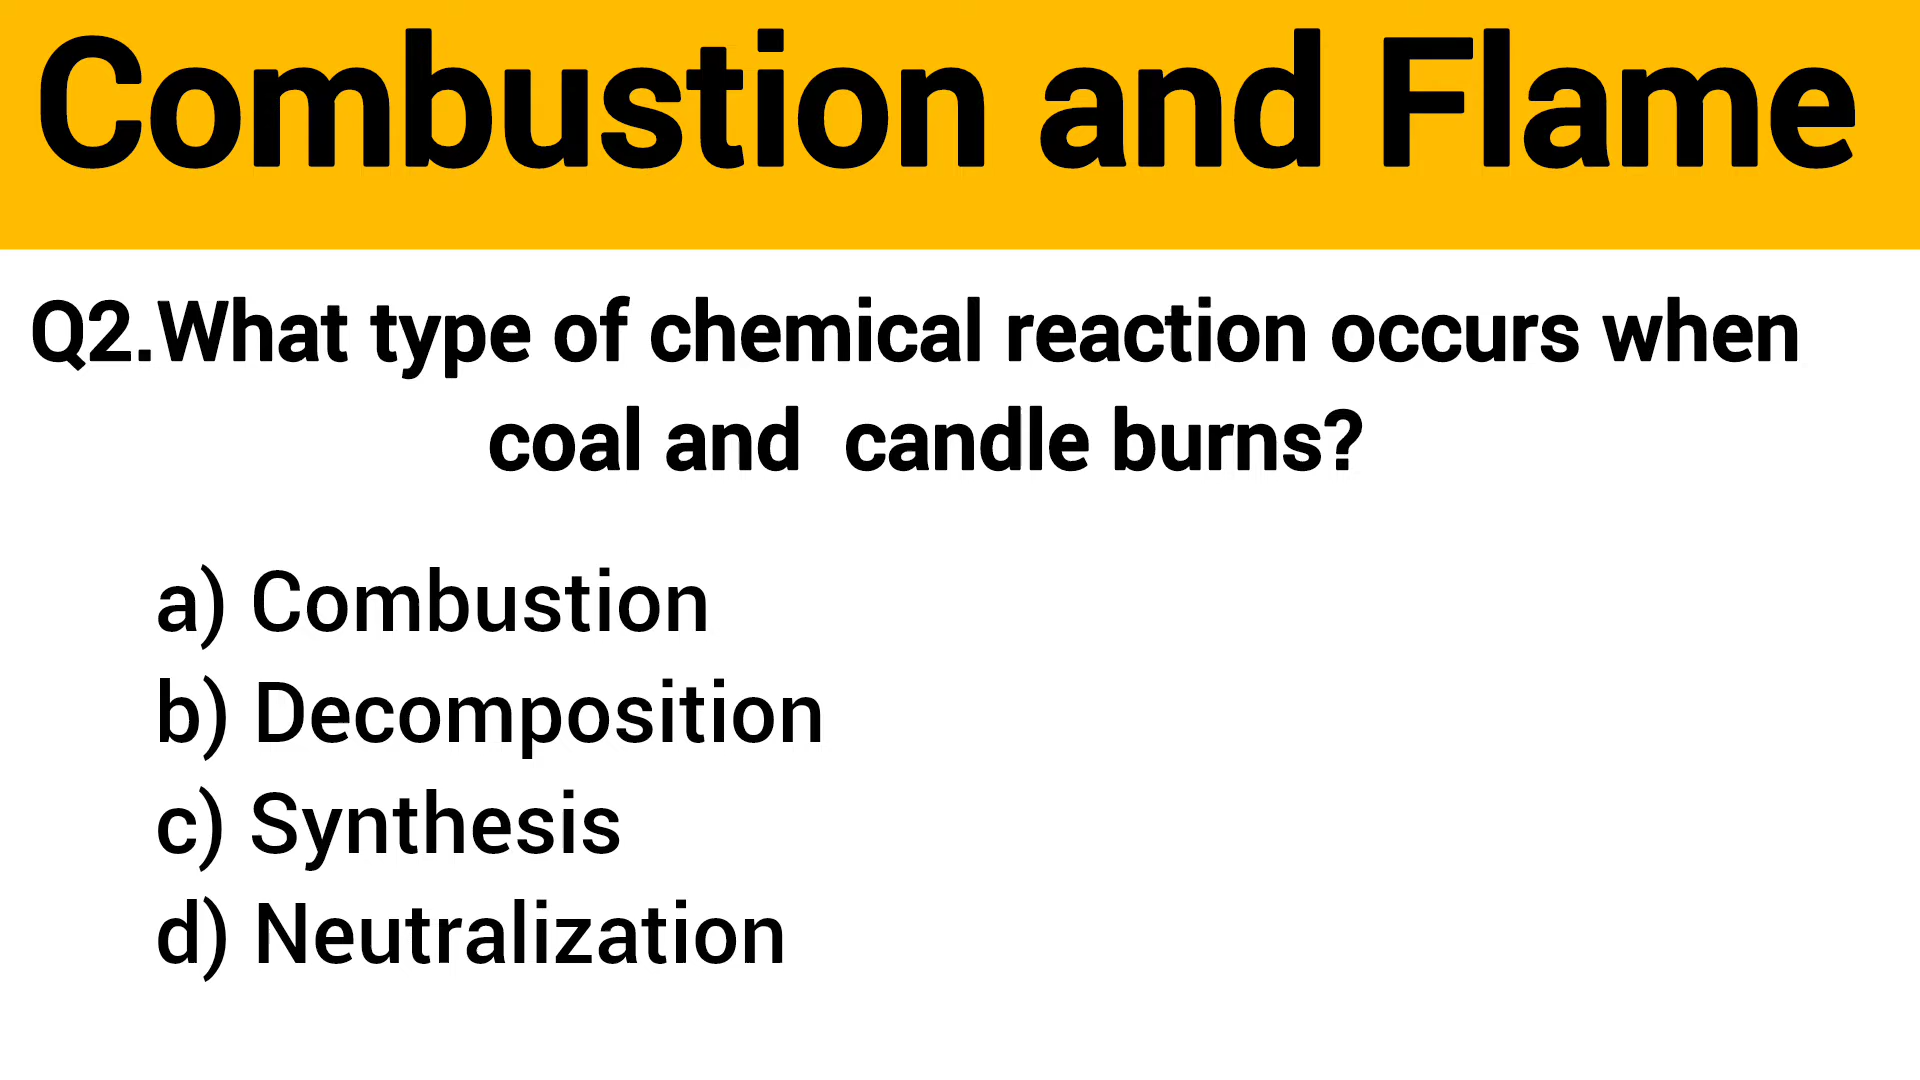 Combustion and Flame
Q2.What type of chemical reaction occurs when
coal and  candle burns?
a) Combustion
b) Decomposition
c) Synthesis
d) Neutralization